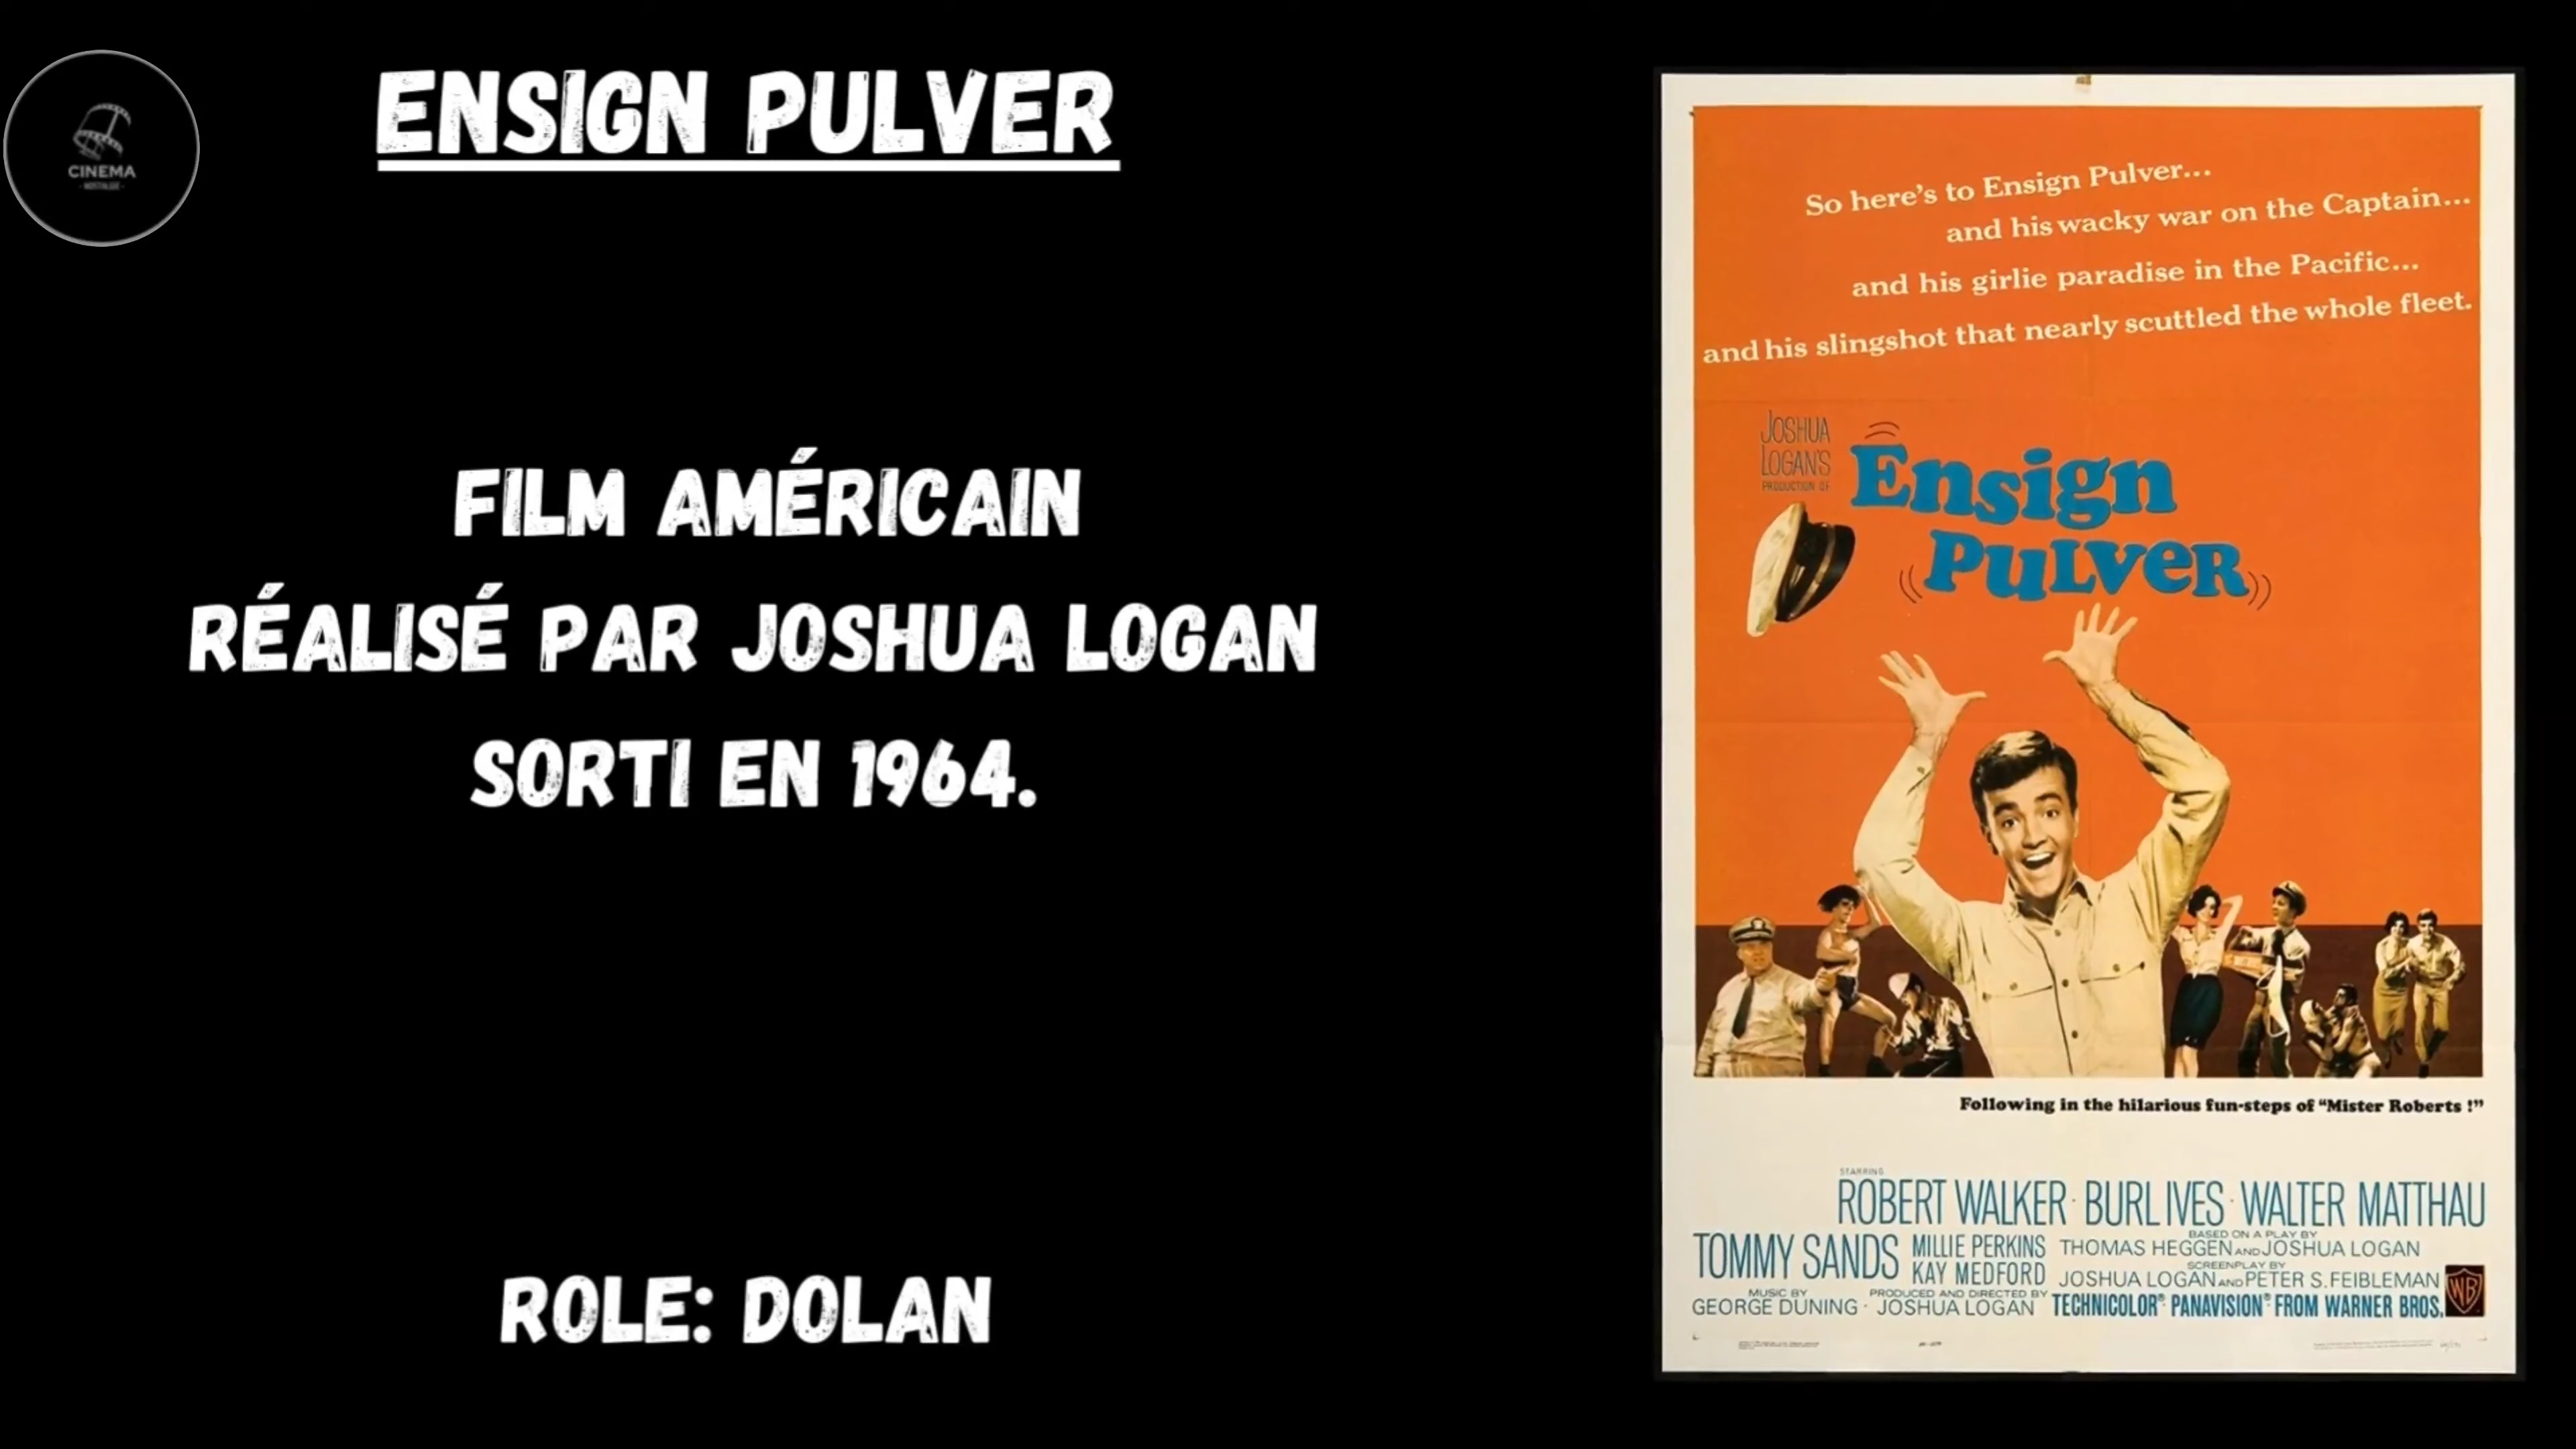 CINEMA
- NOSTALGIE -
ENSIGN PULVER
FILM AMÉRICAIN
RÉALISÉ PAR JOSHUA LOGAN
SORTI EN 1964.
ROLE: DOLAN
So here's to Ensign Pulver...
and his wacky war on the Captain...
and his girlie paradise in the Pacific...
and his slingshot that nearly scuttled the whole fleet.
JOSHUA
LOGAN'S
PRODUCTION OF
Ensign
PULVER
Following in the hilarious fun-steps of “Mister Roberts!”
STARRING
ROBERT WALKER · BURL IVES · WALTER MATTHAU
TOMMY SANDS
MILLIE PERKINS
KAY MEDFORD
BASED ON A PLAY BY
THOMAS HEGGEN AND JOSHUA LOGAN
SCREENPLAY BY
JOSHUA LOGAN AND PETER S. FEIBLEMAN
MUSIC BY
GEORGE DUNING ·
PRODUCED AND DIRECTED BY
JOSHUA LOGAN
TECHNICOLOR® PANAVISION® FROM WARNER BROS.
WB